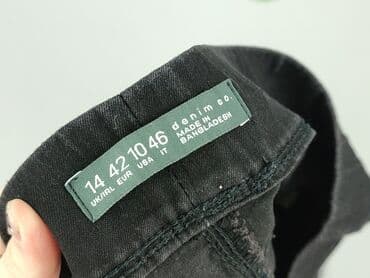 14 42 10 46
UK/IRL EUR USA IT
denim co.
MADE IN
BANGLADESH